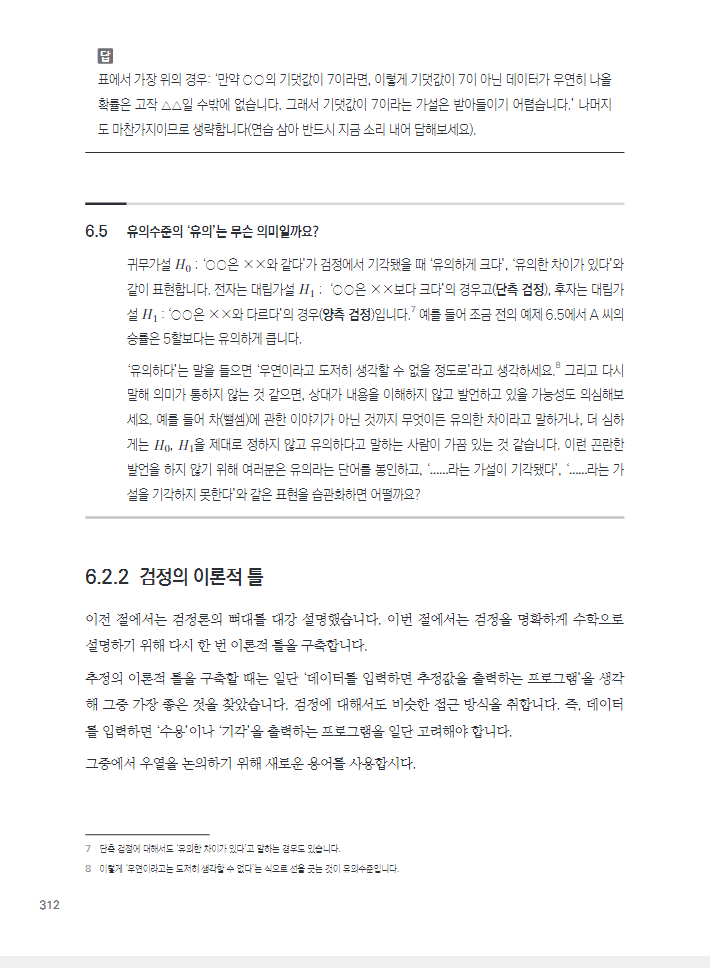 답
표에서 가장 위의 경우: ‘만약 ○○의 기댓값이 7이라면, 이렇게 기댓값이 7이 아닌 데이터가 우연히 나올
확률은 고작 △△일 수밖에 없습니다. 그래서 기댓값이 7이라는 가설은 받아들이기 어렵습니다.’ 나머지
도 마찬가지이므로 생략합니다(연습 삼아 반드시 지금 소리 내어 답해보세요).
6.5 유의수준의 ‘유의’는 무슨 의미일까요?
귀무가설 H₀ : ‘○○은 ××와 같다’가 검정에서 기각됐을 때 ‘유의하게 크다’, ‘유의한 차이가 있다’와
같이 표현합니다. 전자는 대립가설 H₁ : ‘○○은 ××보다 크다’의 경우고(단측 검정), 후자는 대립가
설 H₁ : ‘○○은 ××와 다르다’의 경우(양측 검정)입니다.⁷ 예를 들어 조금 전의 예제 6.5에서 A 씨의
승률은 5할보다는 유의하게 큽니다.
‘유의하다’는 말을 들으면 ‘우연이라고 도저히 생각할 수 없을 정도로’라고 생각하세요.⁸ 그리고 다시
말해 의미가 통하지 않는 것 같으면, 상대가 내용을 이해하지 않고 발언하고 있을 가능성도 의심해보
세요. 예를 들어 차(뺄셈)에 관한 이야기가 아닌 것까지 무엇이든 유의한 차이라고 말하거나, 더 심하
게는 H₀, H₁을 제대로 정하지 않고 유의하다고 말하는 사람이 가끔 있는 것 같습니다. 이런 곤란한
발언을 하지 않기 위해 여러분은 유의라는 단어를 봉인하고, ‘……라는 가설이 기각됐다’, ‘……라는 가
설을 기각하지 못한다’와 같은 표현을 습관화하면 어떨까요?
6.2.2 검정의 이론적 틀
이전 절에서는 검정론의 뼈대를 대강 설명했습니다. 이번 절에서는 검정을 명확하게 수학으로
설명하기 위해 다시 한 번 이론적 틀을 구축합니다.
추정의 이론적 틀을 구축할 때는 일단 ‘데이터를 입력하면 추정값을 출력하는 프로그램’을 생각
해 그중 가장 좋은 것을 찾았습니다. 검정에 대해서도 비슷한 접근 방식을 취합니다. 즉, 데이터
를 입력하면 ‘수용’이나 ‘기각’을 출력하는 프로그램을 일단 고려해야 합니다.
그중에서 우열을 논의하기 위해 새로운 용어를 사용합시다.
7 단측 검정에 대해서도 ‘유의한 차이가 있다’고 말하는 경우도 있습니다.
8 이렇게 ‘우연이라고는 도저히 생각할 수 없다’는 식으로 선을 긋는 것이 유의수준입니다.
312